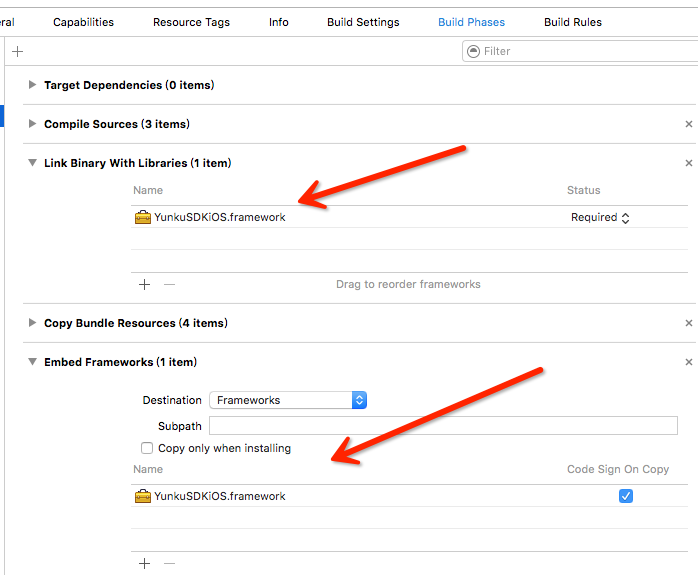 eral Capabilities Resource Tags Info Build Settings Build Phases Build Rules
Filter
Target Dependencies (0 items)
Compile Sources (3 items)
Link Binary With Libraries (1 item)
Name Status
YunkuSDKiOS.framework Required
Drag to reorder frameworks
Copy Bundle Resources (4 items)
Embed Frameworks (1 item)
Destination Frameworks
Subpath
Copy only when installing
Name Code Sign On Copy
YunkuSDKiOS.framework